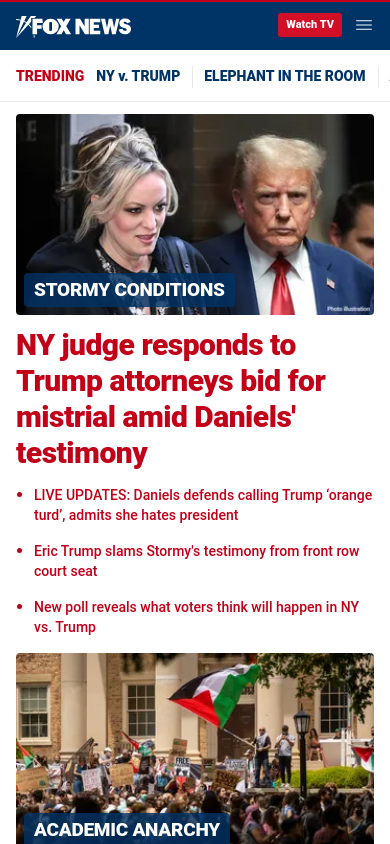 FOX NEWS
Watch TV
TRENDING NY v. TRUMP ELEPHANT IN THE ROOM
STORMY CONDITIONS
Photo illustration
NY judge responds to
Trump attorneys bid for
mistrial amid Daniels'
testimony
LIVE UPDATES: Daniels defends calling Trump ‘orange
turd’, admits she hates president
Eric Trump slams Stormy's testimony from front row
court seat
New poll reveals what voters think will happen in NY
vs. Trump
FREE
ACADEMIC ANARCHY